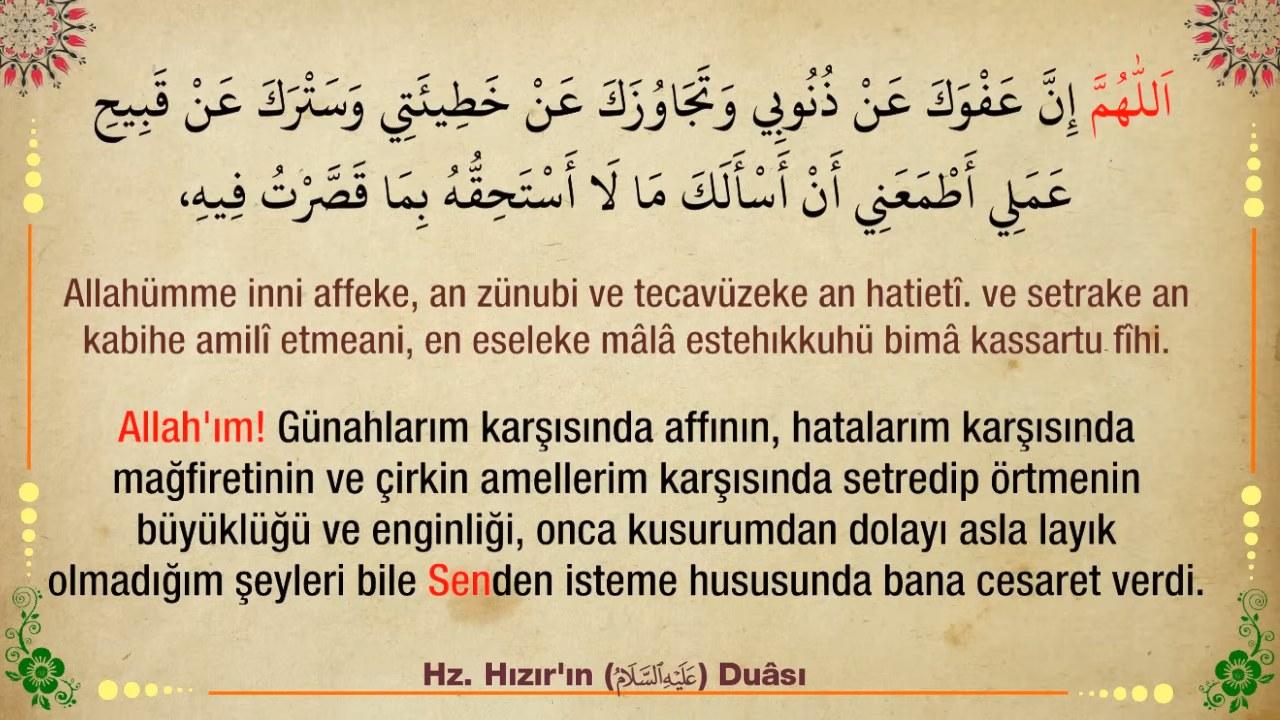 اَللّٰهُمَّ إِنَّ عَفْوَكَ عَنْ ذُنُوبِي وَتَجَاوُزَكَ عَنْ خَطِيئَتِي وَسَتْرَكَ عَنْ قَبِيحِ
عَمَلِي أَطْمَعَنِي أَنْ أَسْأَلَكَ مَا لَا أَسْتَحِقُّهُ بِمَا قَصَّرْتُ فِيهِ،
Allahümme inni affeke, an zünubi ve tecavüzeke an hatietî. ve setrake an
kabihe amilî etmeani, en eseleke mâlâ estehıkkuhü bimâ kassartu fîhi.
Allah'ım! Günahlarım karşısında affının, hatalarım karşısında
mağfiretinin ve çirkin amellerim karşısında setredip örtmenin
büyüklüğü ve enginliği, onca kusurumdan dolayı asla layık
olmadığım şeyleri bile Senden isteme hususunda bana cesaret verdi.
Hz. Hızır'ın (عَلَيْهِ السَّلَامُ) Duâsı